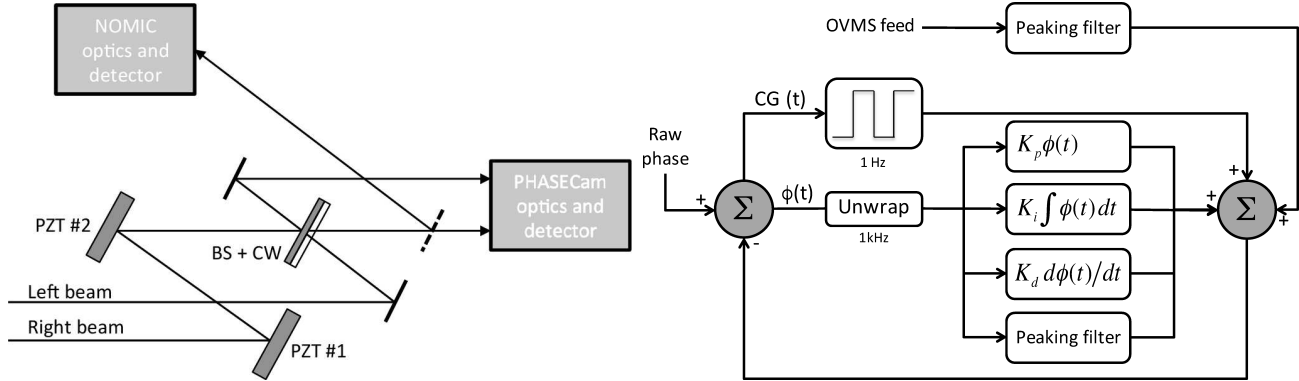 NOMIC
optics and
detector
PZT #2
BS + CW
PHASECam
optics and
detector
Left beam
Right beam
PZT #1
OVMS feed
Peaking filter
CG (t)
1 Hz
Raw
phase
+
Σ
-
ϕ(t)
Unwrap
1kHz
K_p ϕ(t)
K_i ∫ ϕ(t) dt
K_d dϕ(t)/dt
Peaking filter
+
+
Σ
+